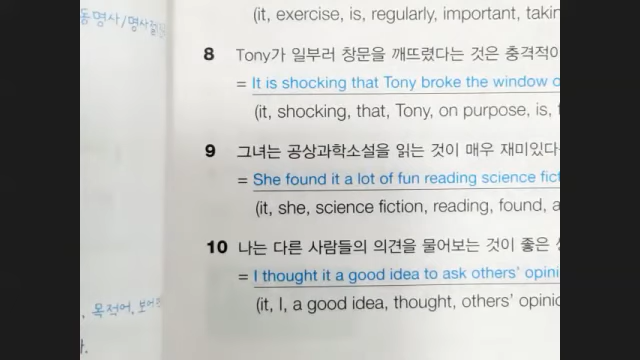 동명사/명사절
(it, exercise, is, regularly, important,
8 Tony가 일부러 창문을 깨뜨렸다는 것은 충격적이
= It is shocking that Tony broke the window
(it, shocking, that, Tony, on purpose, is,
9 그녀는 공상과학소설을 읽는 것이 매우 재미있다
= She found it a lot of fun reading science
(it, she, science fiction, reading, found,
10 나는 다른 사람들의 의견을 물어보는 것이 좋은
= I thought it a good idea to ask others'
(it, I, a good idea, thought, others'
목적어, 보어